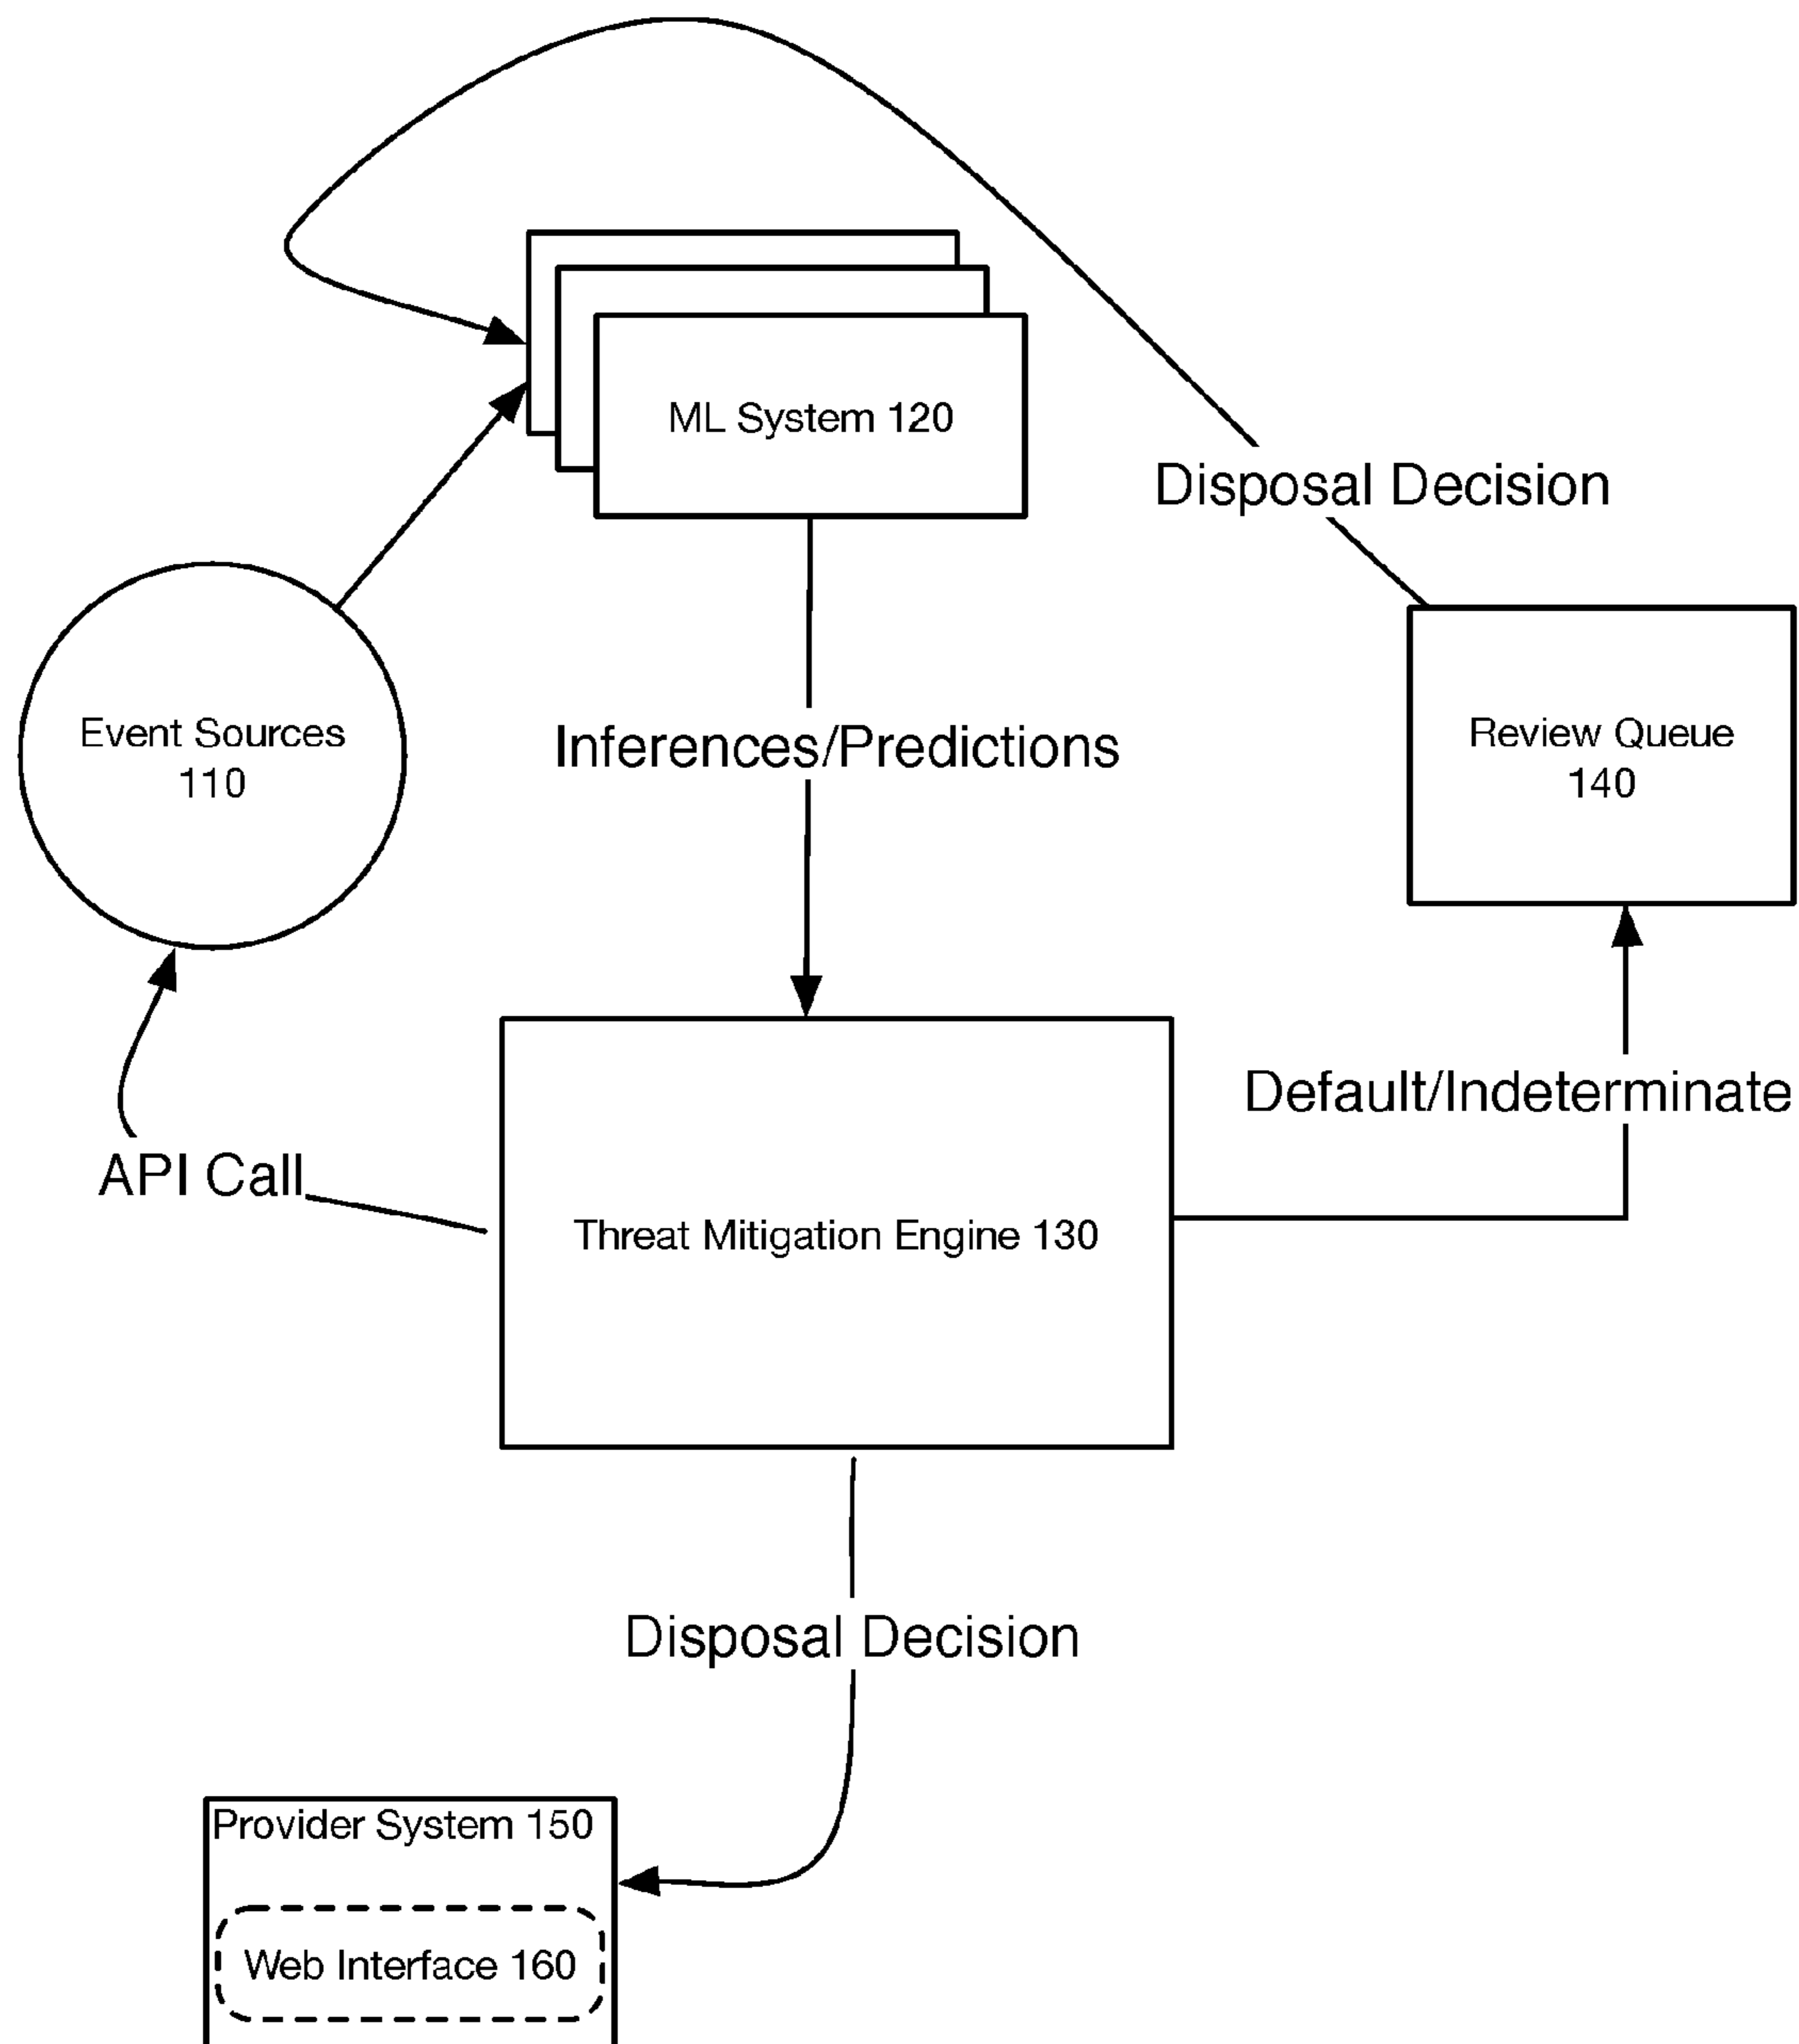 ML System 120
Disposal Decision
Event Sources
110
Inferences/Predictions
Review Queue
140
Default/Indeterminate
API Call
Threat Mitigation Engine 130
Disposal Decision
Provider System 150
Web Interface 160